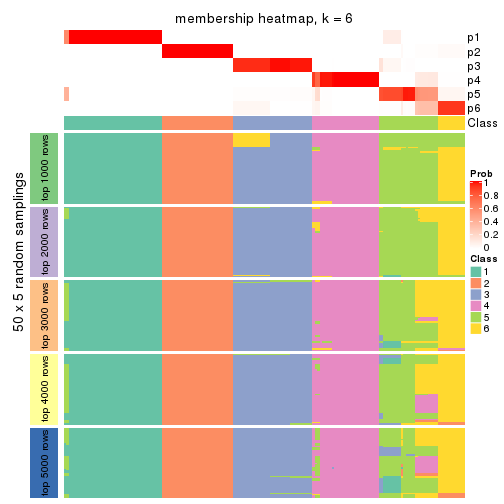 membership heatmap, k = 6
p1
p2
p3
p4
p5
p6
Class
50 x 5 random samplings
top 1000 rows
top 2000 rows
top 3000 rows
top 4000 rows
top 5000 rows
Prob
1
0.8
0.6
0.4
0.2
0
Class
1
2
3
4
5
6